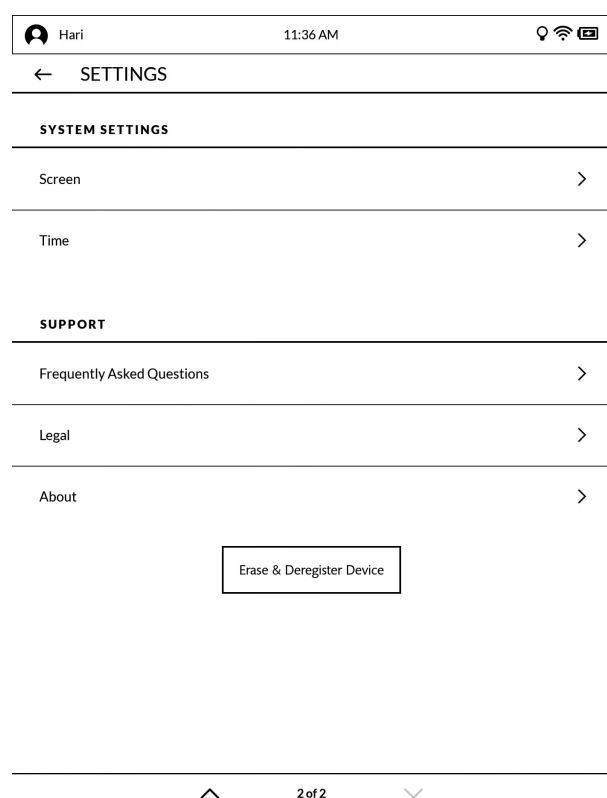 Hari 11:36 AM
SETTINGS
SYSTEM SETTINGS
Screen
Time
SUPPORT
Frequently Asked Questions
Legal
About
Erase & Deregister Device
2 of 2